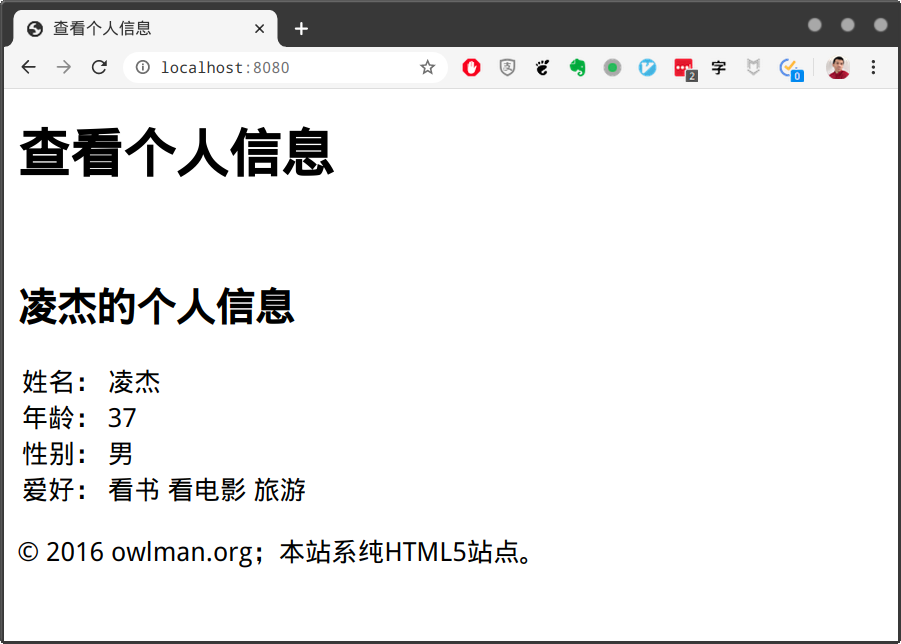 查看个人信息
localhost:8080
2
字
0
查看个人信息
凌杰的个人信息
姓名： 凌杰
年龄： 37
性别： 男
爱好： 看书 看电影 旅游
© 2016 owlman.org；本站系纯HTML5站点。